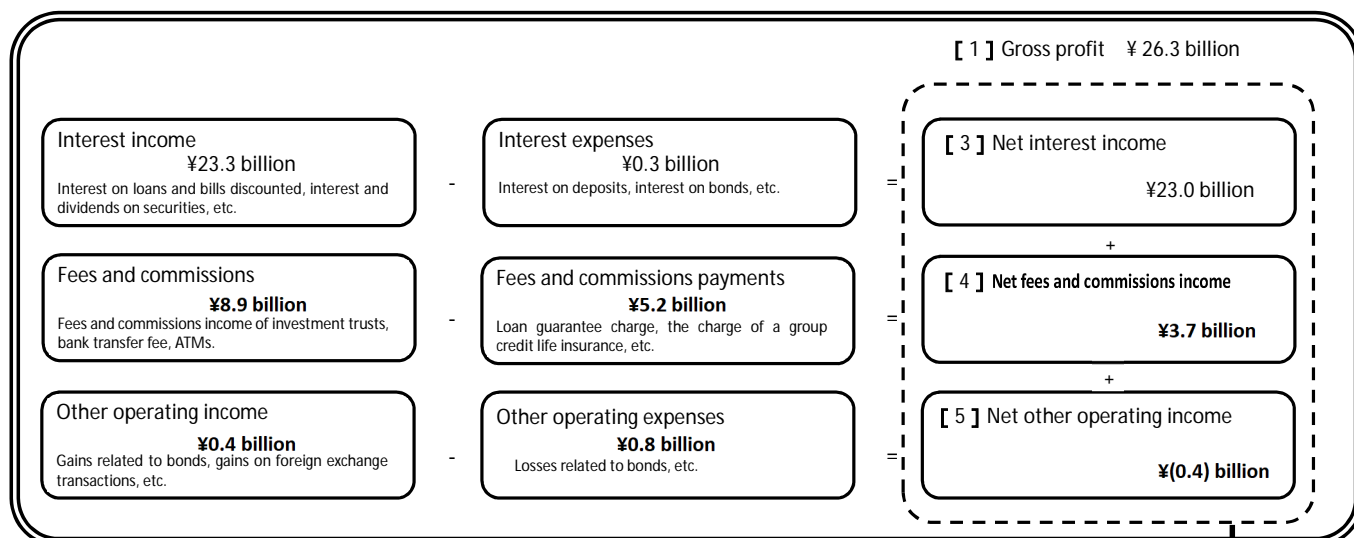 [ 1 ] Gross profit ¥ 26.3 billion
Interest income
¥23.3 billion
Interest on loans and bills discounted, interest and
dividends on securities, etc.
-
Interest expenses
¥0.3 billion
Interest on deposits, interest on bonds, etc.
=
[ 3 ] Net interest income
¥23.0 billion
+
Fees and commissions
¥8.9 billion
Fees and commissions income of investment trusts,
bank transfer fee, ATMs.
-
Fees and commissions payments
¥5.2 billion
Loan guarantee charge, the charge of a group
credit life insurance, etc.
=
[ 4 ] Net fees and commissions income
¥3.7 billion
+
Other operating income
¥0.4 billion
Gains related to bonds, gains on foreign exchange
transactions, etc.
-
Other operating expenses
¥0.8 billion
Losses related to bonds, etc.
=
[ 5 ] Net other operating income
¥(0.4) billion